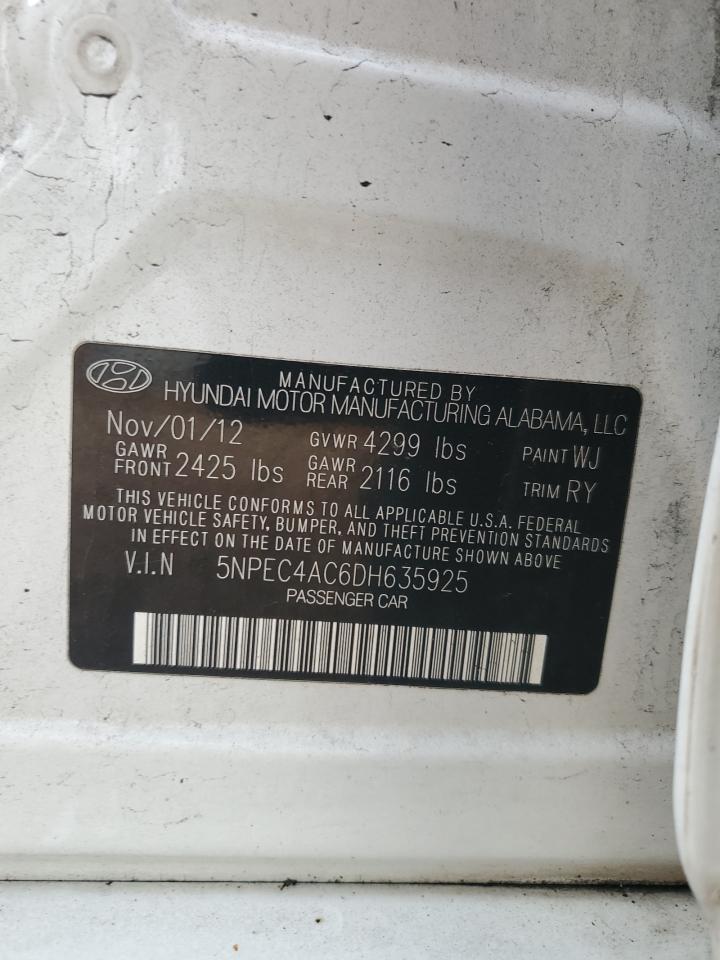 MANUFACTURED BY
HYUNDAI MOTOR MANUFACTURING ALABAMA, LLC
Nov/01/12 GVWR 4299 lbs PAINT WJ
GAWR FRONT 2425 lbs GAWR REAR 2116 lbs TRIM RY
THIS VEHICLE CONFORMS TO ALL APPLICABLE U.S.A. FEDERAL
MOTOR VEHICLE SAFETY, BUMPER, AND THEFT PREVENTION STANDARDS
IN EFFECT ON THE DATE OF MANUFACTURE SHOWN ABOVE
V.I.N 5NPEC4AC6DH635925
PASSENGER CAR